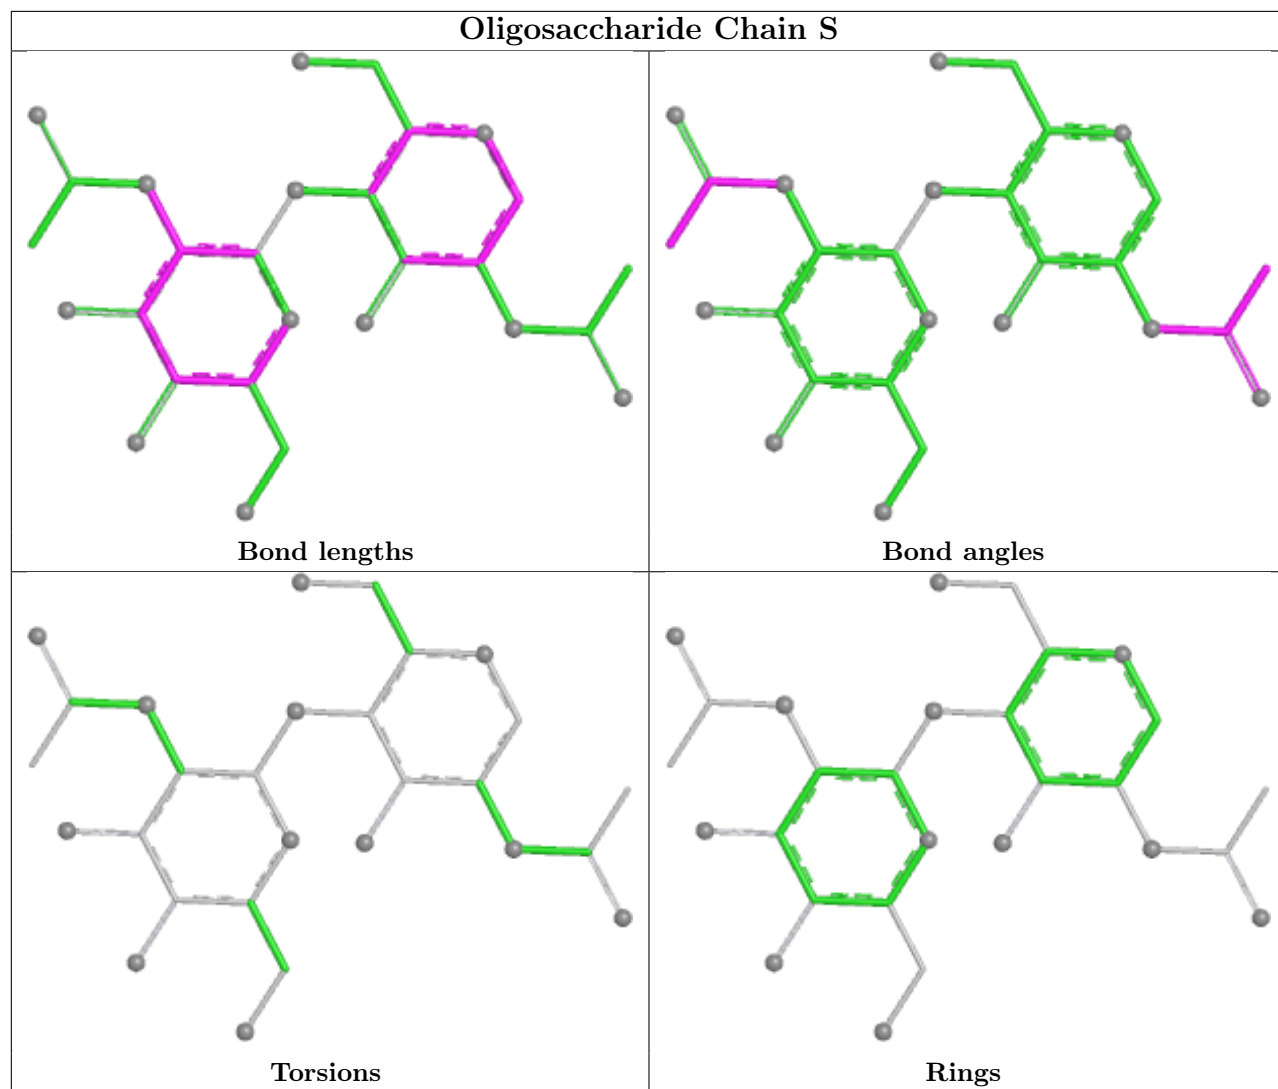 Oligosaccharide Chain S
Bond lengths
Bond angles
Torsions
Rings